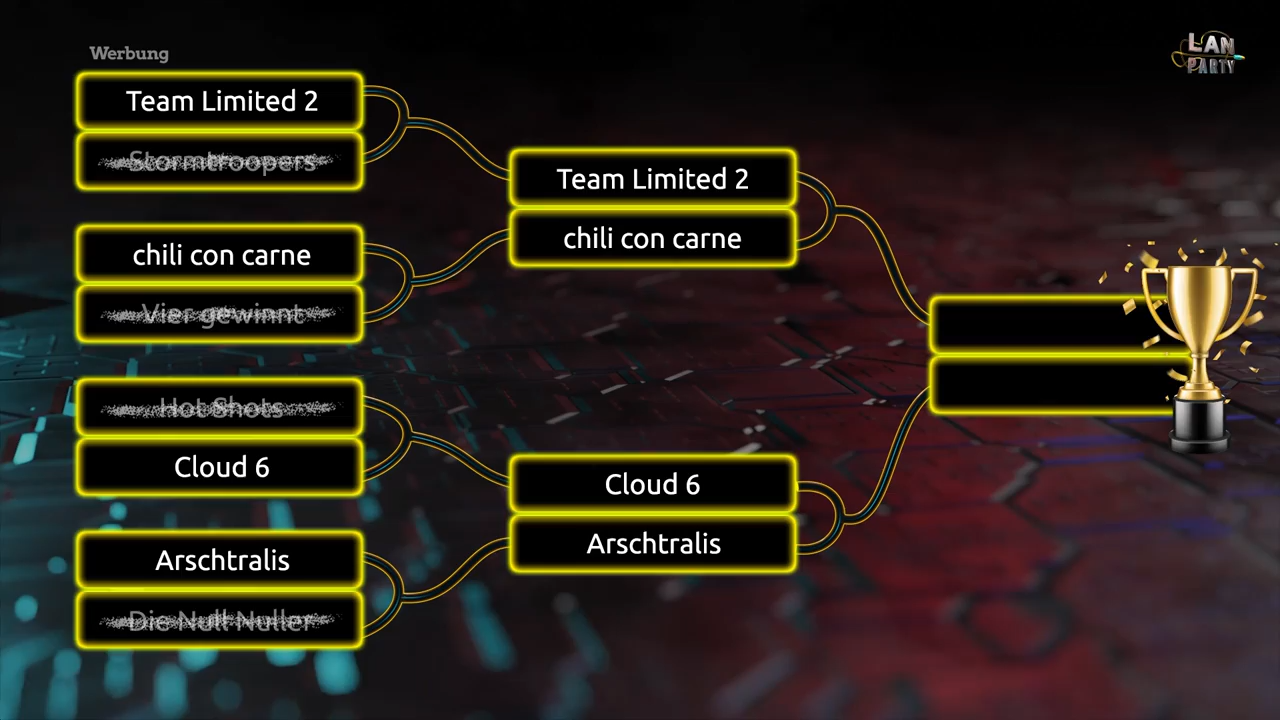 Werbung
LAN
PARTY
Team Limited 2
Stormtroopers
chili con carne
Vier gewinnt
Hot Shots
Cloud 6
Arschtralis
Die Null Nuller
Team Limited 2
chili con carne
Cloud 6
Arschtralis